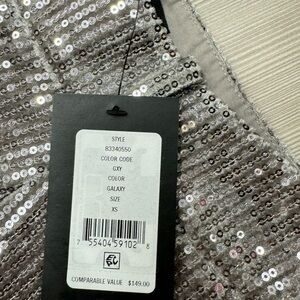 STYLE
83340550
COLOR CODE
GXY
COLOR
GALAXY
SIZE
XS
7 55404 59102 8
COMPARABLE VALUE $149.00